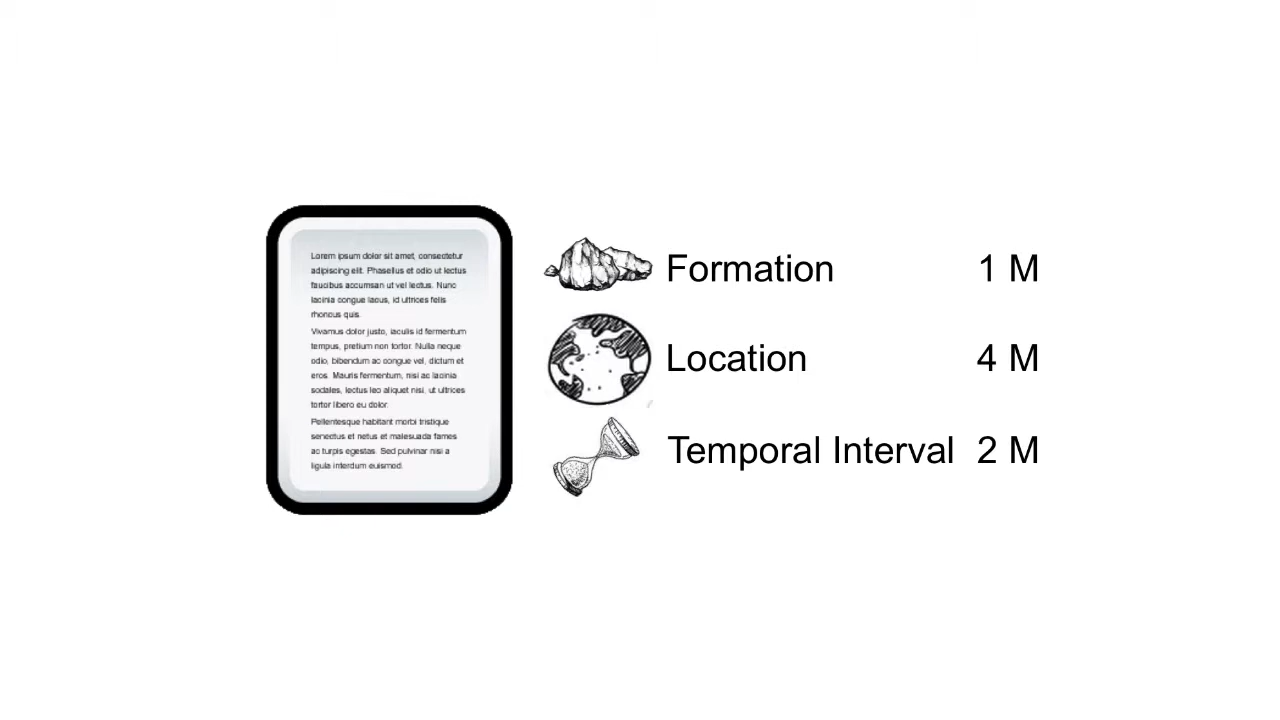 Lorem ipsum dolor sit amet, consectetur
adipiscing elit. Phasellus et odio ut lectus
faucibus accumsan ut vel lectus. Nunc
lacinia congue lacus, id ultrices felis
rhoncus quis.
Vivamus dolor justo, iaculis id fermentum
tempus, pretium non tortor. Nulla neque
odio, bibendum ac congue vel, dictum et
eros. Mauris fermentum, nisi ac lacinia
sodales, lectus leo aliquet nisi, ut ultrices
tortor libero eu dolor.
Pellentesque habitant morbi tristique
senectus et netus et malesuada fames
ac turpis egestas. Sed pulvinar nisi a
ligula interdum euismod.
Formation 1 M
Location 4 M
Temporal Interval 2 M